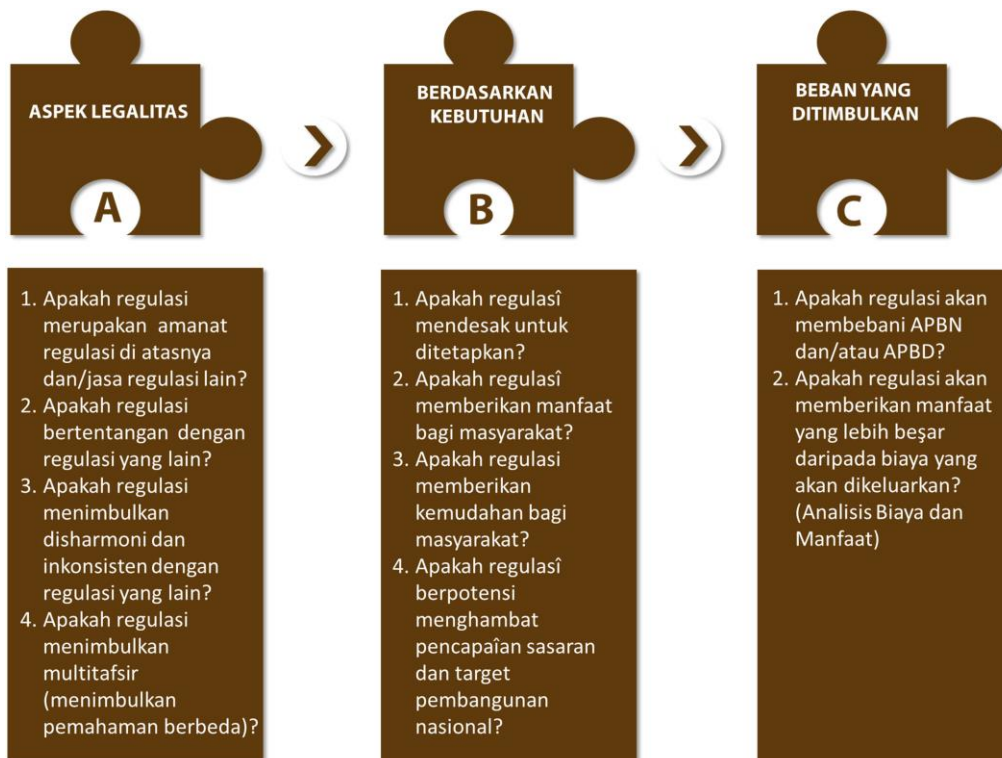 ASPEK LEGALITAS
A
BERDASARKAN
KEBUTUHAN
B
BEBAN YANG
DITIMBULKAN
C
1. Apakah regulasi
merupakan amanat
regulasi di atasnya
dan/jasa regulasi lain?
2. Apakah regulasi
bertentangan dengan
regulasi yang lain?
3. Apakah regulasi
menimbulkan
disharmoni dan
inkonsisten dengan
regulasi yang lain?
4. Apakah regulasi
menimbulkan
multitafsir
(menimbulkan
pemahaman berbeda)?
1. Apakah regulasî
mendesak untuk
ditetapkan?
2. Apakah regulasî
memberikan manfaat
bagi masyarakat?
3. Apakah regulasi
memberikan
kemudahan bagi
masyarakat?
4. Apakah regulasî
berpotensi
menghambat
pencapaîan sasaran
dan target
pembangunan
nasional?
1. Apakah regulasi akan
membebani APBN
dan/atau APBD?
2. Apakah regulasi akan
memberikan manfaat
yang lebih beşar
daripada biaya yang
akan dikeluarkan?
(Analisis Biaya dan
Manfaat)